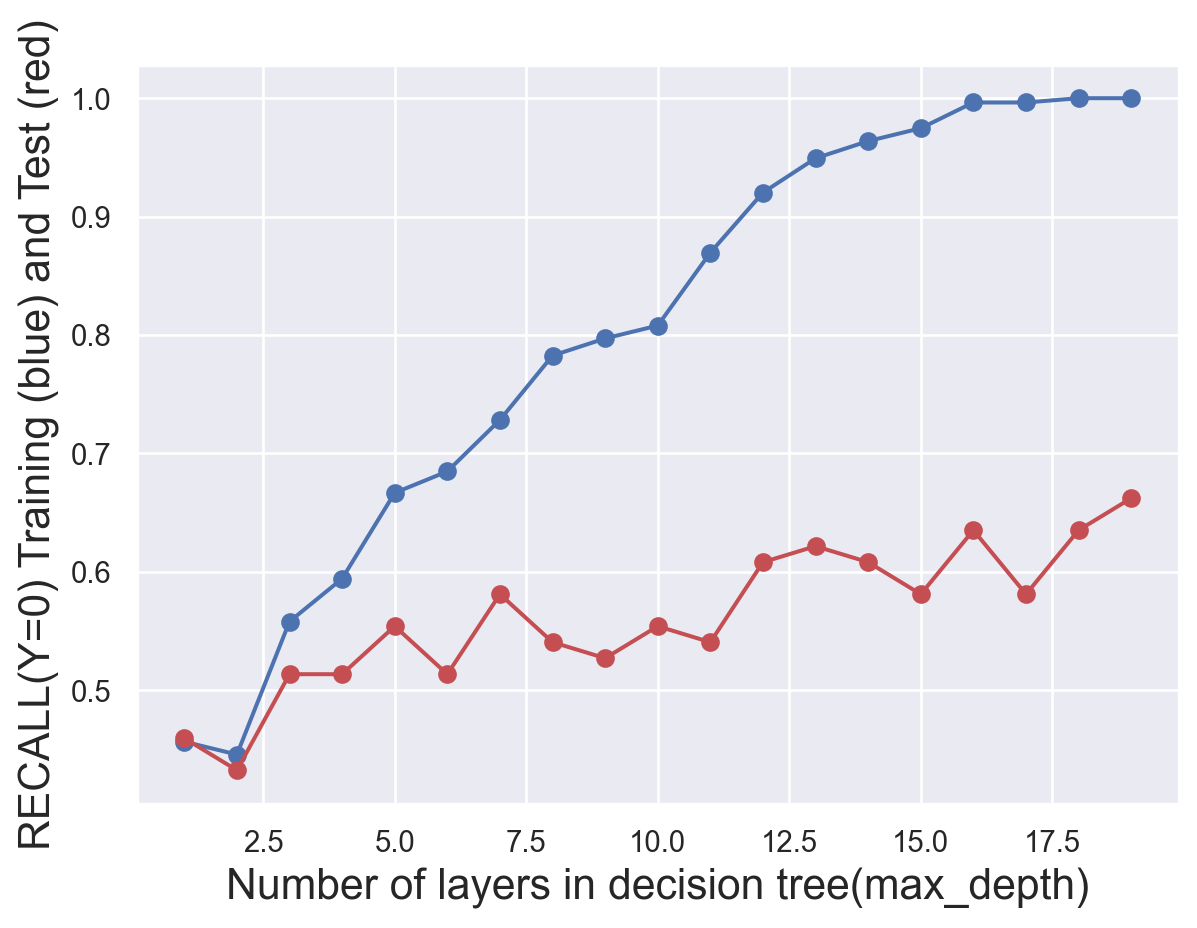 RECALL(Y=0) Training (blue) and Test (red)
1.0
0.9
0.8
0.7
0.6
0.5
2.5 5.0 7.5 10.0 12.5 15.0 17.5
Number of layers in decision tree(max_depth)